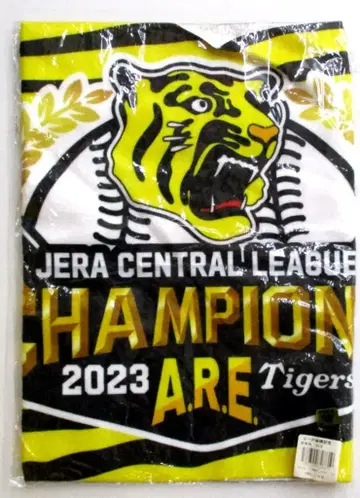 JERA CENTRAL LEAGUE
CHAMPION
2023 A.R.E. Tigers